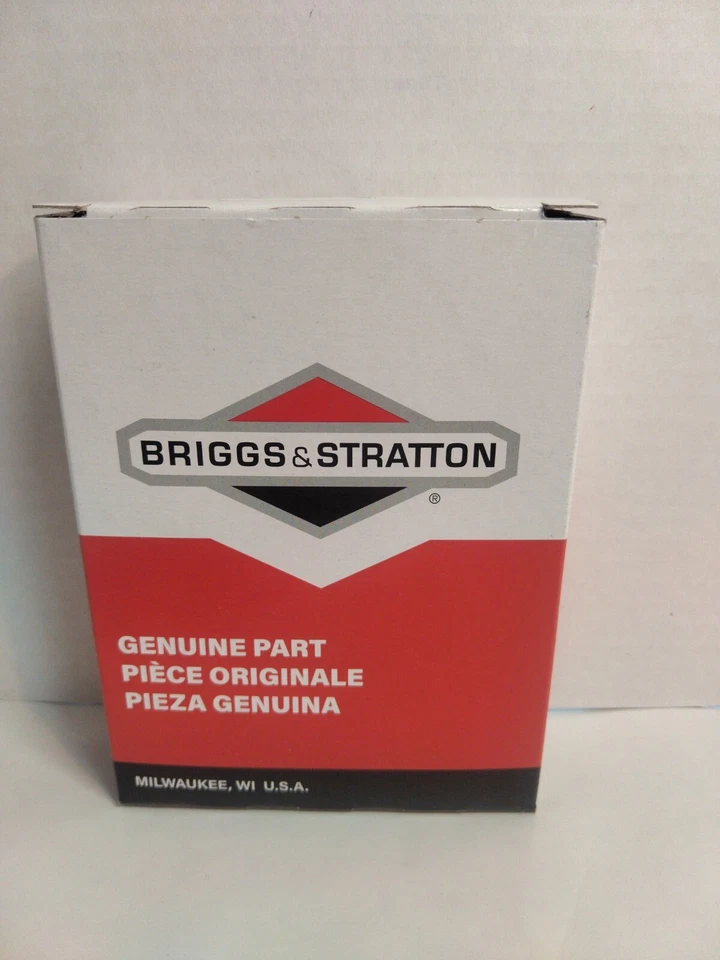 BRIGGS & STRATTON
®
GENUINE PART
PIÈCE ORIGINALE
PIEZA GENUINA
MILWAUKEE, WI U.S.A.